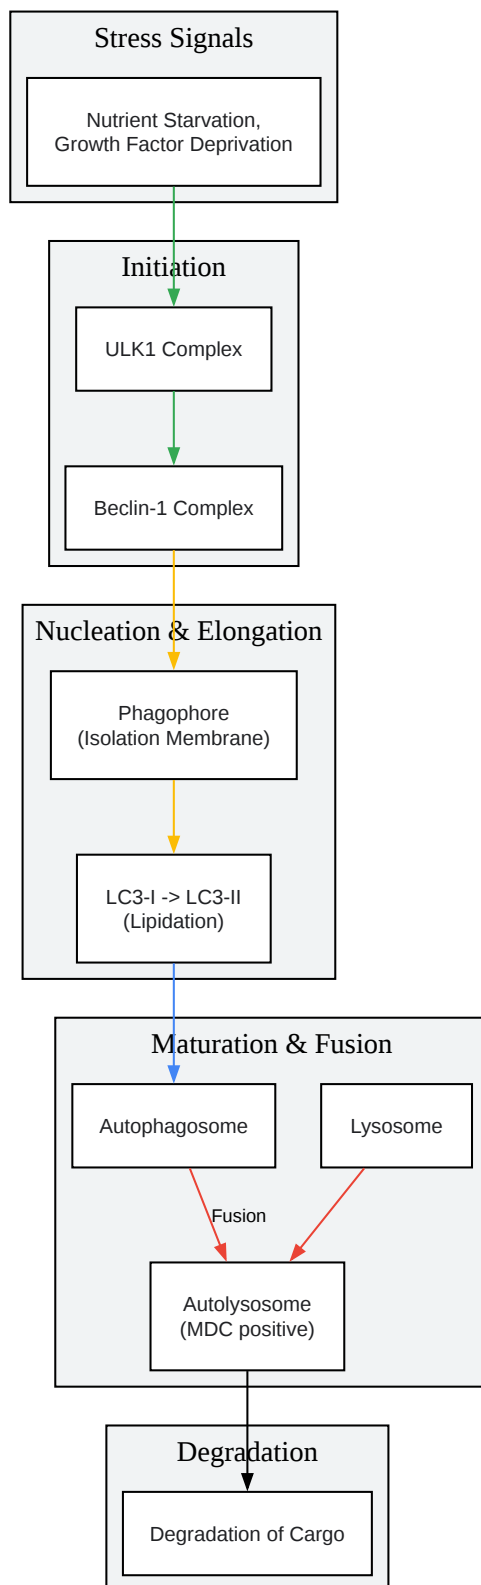 Stress Signals
Nutrient Starvation,
Growth Factor Deprivation
Initiation
ULK1 Complex
Beclin-1 Complex
Nucleation & Elongation
Phagophore
(Isolation Membrane)
LC3-I -> LC3-II
(Lipidation)
Maturation & Fusion
Autophagosome
Lysosome
Fusion
Autolysosome
(MDC positive)
Degradation
Degradation of Cargo